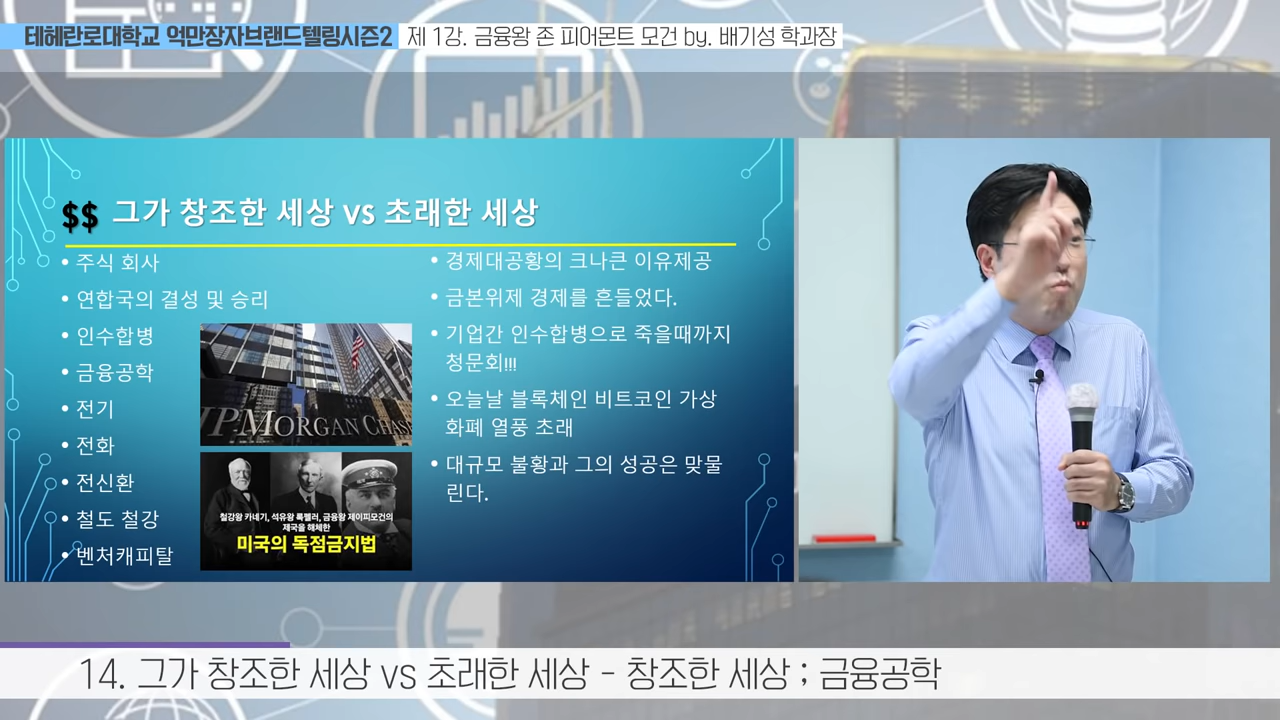 테헤란로대학교 억만장자브랜드텔링시즌2 제 1강. 금융왕 존 피어몬트 모건 by. 배기성 학과장
$$ 그가 창조한 세상 vs 초래한 세상
• 주식 회사
• 연합국의 결성 및 승리
• 인수합병
• 금융공학
• 전기
• 전화
• 전신환
• 철도 철강
• 벤처캐피탈
JP MORGAN CHASE
철강왕 카네기, 석유왕 록펠러, 금융왕 제이피모건의
제국을 해체한
미국의 독점금지법
• 경제대공황의 크나큰 이유제공
• 금본위제 경제를 흔들었다.
• 기업간 인수합병으로 죽을때까지
청문회!!!
• 오늘날 블록체인 비트코인 가상
화폐 열풍 초래
• 대규모 불황과 그의 성공은 맞물
린다.
14. 그가 창조한 세상 vs 초래한 세상 - 창조한 세상 ; 금융공학